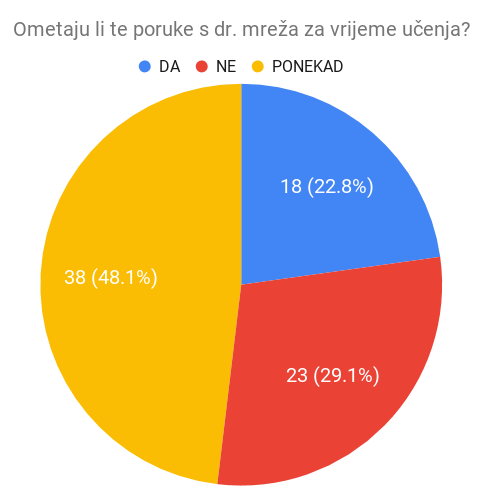 Ometaju li te poruke s dr. mreža za vrijeme učenja?
DA NE PONEKAD
18 (22.8%)
38 (48.1%)
23 (29.1%)